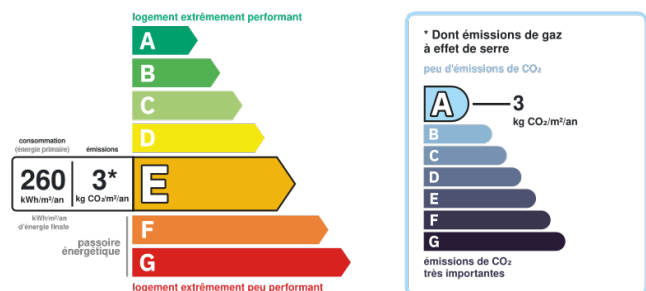 logement extrêmement performant
A
B
C
D
consommation
(énergie primaire)
émissions
260
kWh/m²/an
3*
kg CO₂/m²/an
E
kWh/m²/an
d'énergie finale
passoire
énergétique
F
G
logement extrêmement peu performant
* Dont émissions de gaz
à effet de serre
peu d'émissions de CO₂
A
3
kg CO₂/m²/an
B
C
D
E
F
G
émissions de CO₂
très importantes